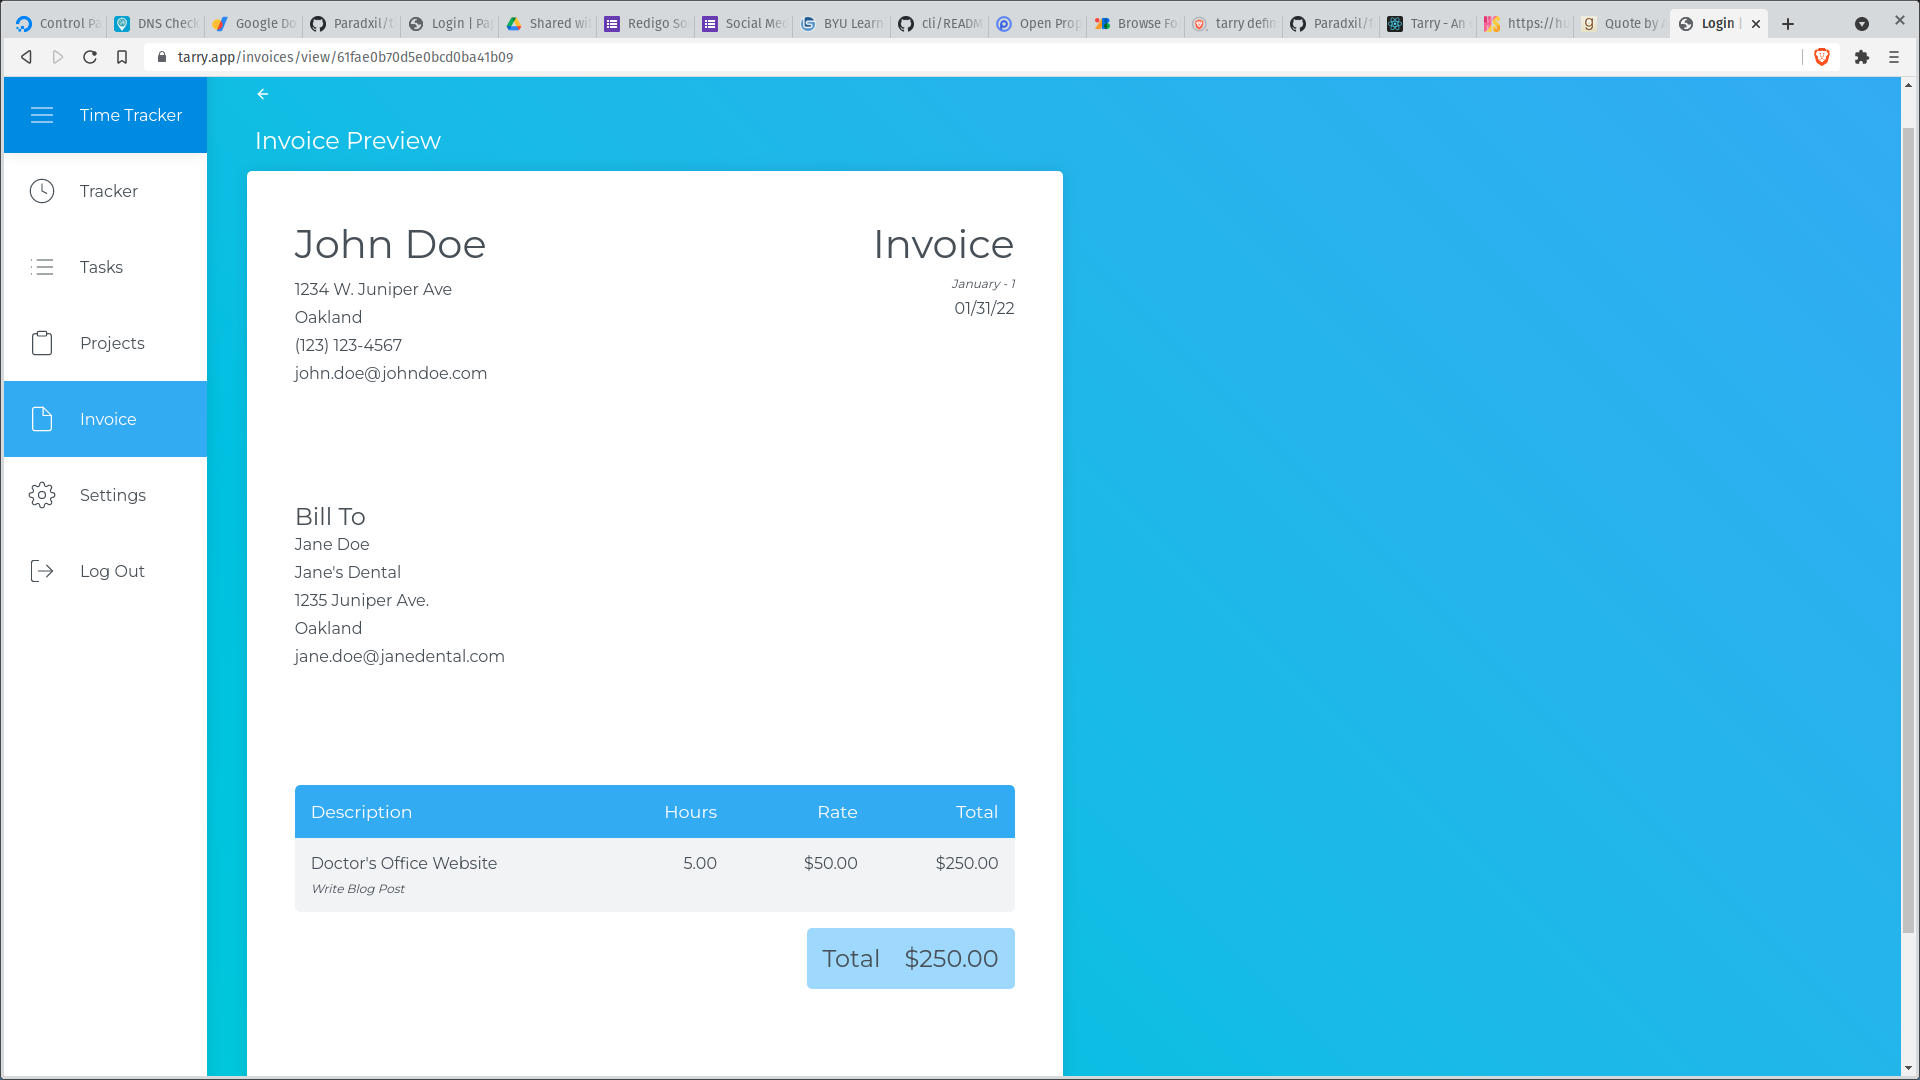 Control Pa
DNS Check
Google Do
Paradxil/t
Login | Pa
Shared wi
Redigo So
Social Med
BYU Learn
cli/READM
Open Prop
Browse Fo
tarry defin
Paradxil/
Tarry - An
https://hu
Quote by
Login |
tarry.app/invoices/view/61fae0b70d5e0bcd0ba41b09
Time Tracker
Tracker
Tasks
Projects
Invoice
Settings
Log Out
Invoice Preview
John Doe
Invoice
1234 W. Juniper Ave
January - 1
Oakland
01/31/22
(123) 123-4567
john.doe@johndoe.com
Bill To
Jane Doe
Jane's Dental
1235 Juniper Ave.
Oakland
jane.doe@janedental.com
Description Hours Rate Total
Doctor's Office Website 5.00 $50.00 $250.00
Write Blog Post
Total $250.00